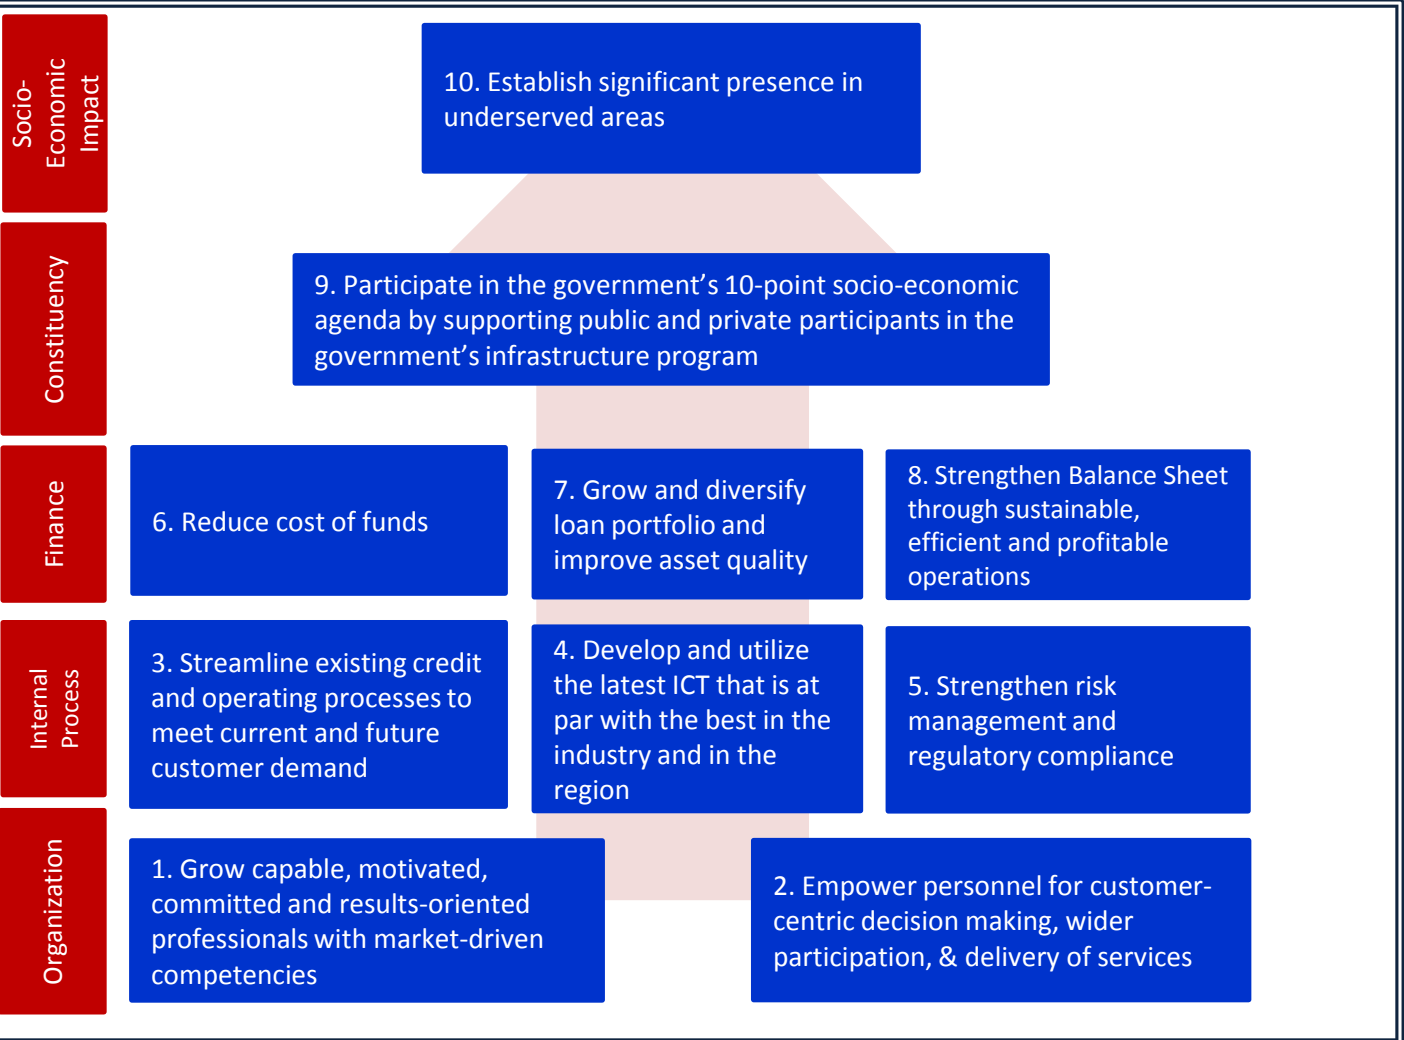 Socio-
Economic
Impact
10. Establish significant presence in
underserved areas
Constituency
9. Participate in the government’s 10-point socio-economic
agenda by supporting public and private participants in the
government’s infrastructure program
Finance
6. Reduce cost of funds
7. Grow and diversify
loan portfolio and
improve asset quality
8. Strengthen Balance Sheet
through sustainable,
efficient and profitable
operations
Internal
Process
3. Streamline existing credit
and operating processes to
meet current and future
customer demand
4. Develop and utilize
the latest ICT that is at
par with the best in the
industry and in the
region
5. Strengthen risk
management and
regulatory compliance
Organization
1. Grow capable, motivated,
committed and results-oriented
professionals with market-driven
competencies
2. Empower personnel for customer-
centric decision making, wider
participation, & delivery of services